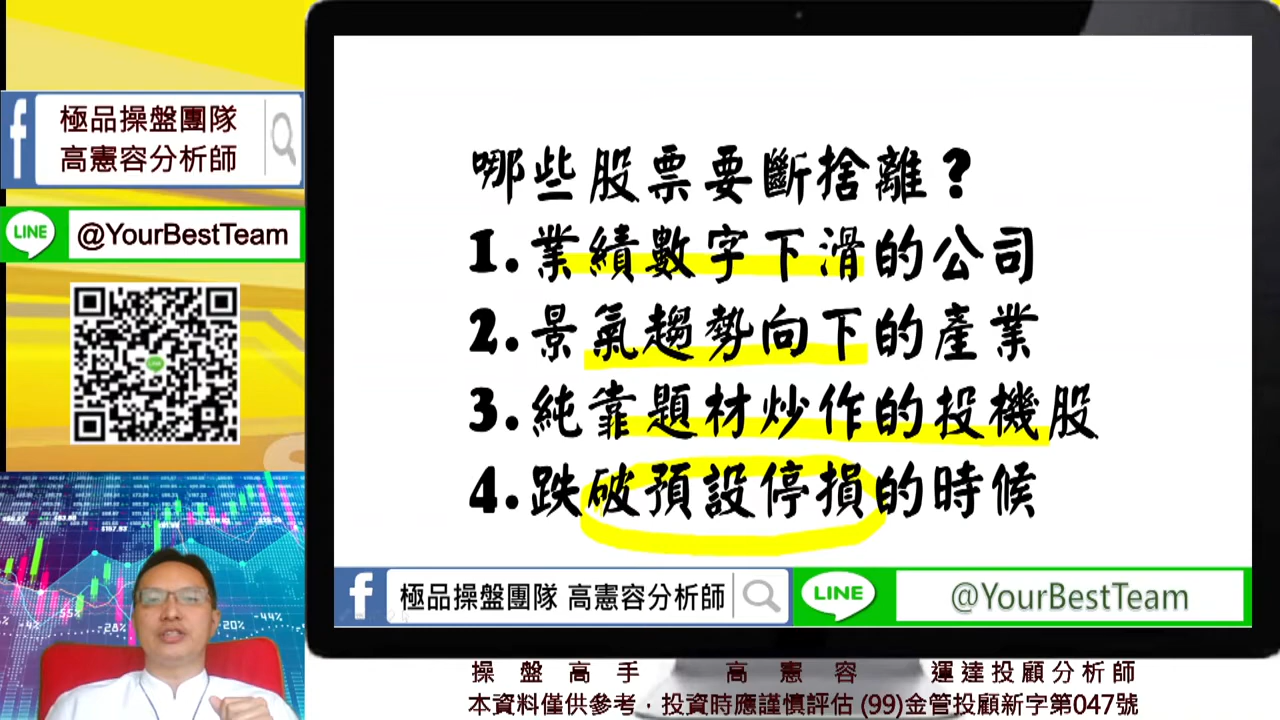 極品操盤團隊
高憲容分析師
LINE
@YourBestTeam
哪些股票要斷捨離?
1.業績數字下滑的公司
2.景氣趨勢向下的產業
3.純靠題材炒作的投機股
4.跌破預設停損的時候
極品操盤團隊 高憲容分析師
LINE
@YourBestTeam
操盤高手 高憲容 運達投顧分析師
本資料僅供參考，投資時應謹慎評估 (99)金管投顧新字第047號